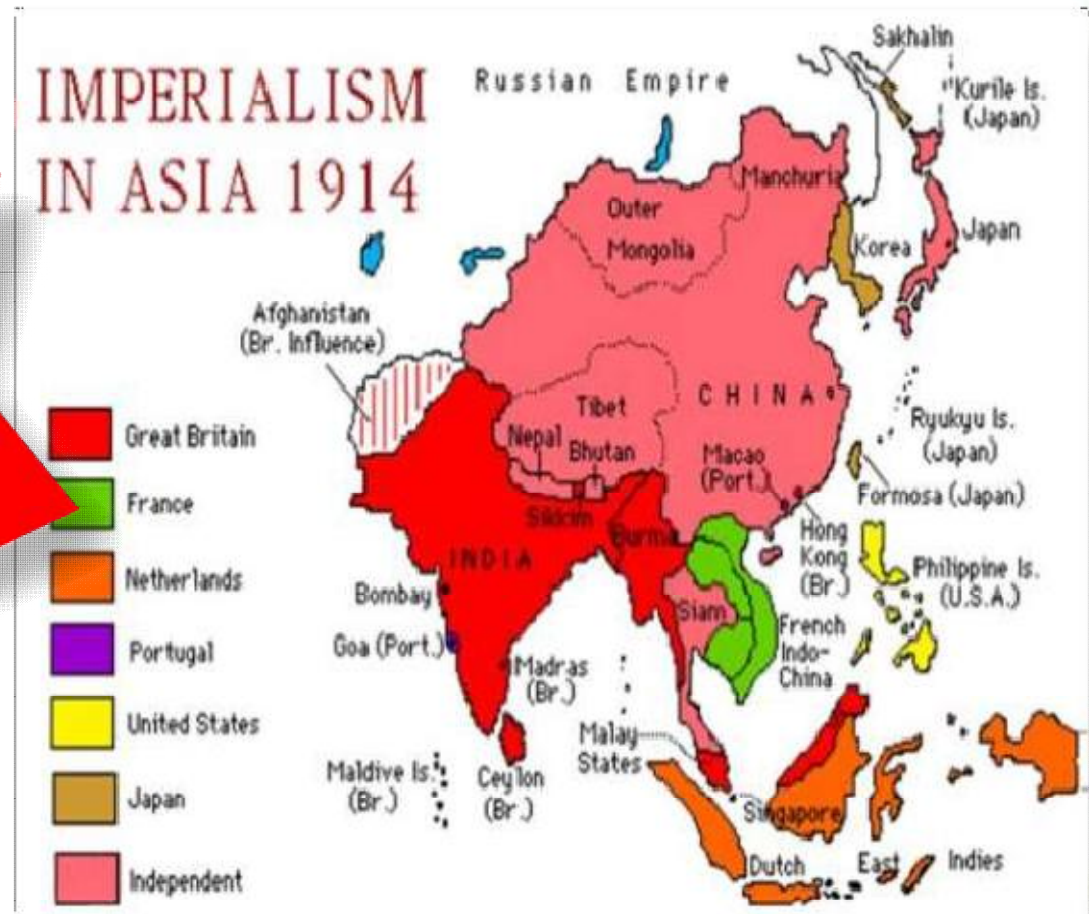 IMPERIALISM
IN ASIA 1914
Russian Empire
Sakhalin
Kurile Is.
(Japan)
Manchuria
Outer
Mongolia
Korea
Japan
Afghanistan
(Br. Influence)
CHINA
Tibet
Nepal
Bhutan
Macao
(Port.)
Ryukyu Is.
(Japan)
Formosa (Japan)
Sikkim
Burma
Hong
Kong
(Br.)
Philippine Is.
(U.S.A.)
INDIA
Bombay
Siam
French
Indo-
China
Goa (Port.)
Madras
(Br.)
Malay
States
Maldive Is.
(Br.)
Ceylon
(Br.)
Singapore
Dutch East Indies
Great Britain
France
Netherlands
Portugal
United States
Japan
Independent